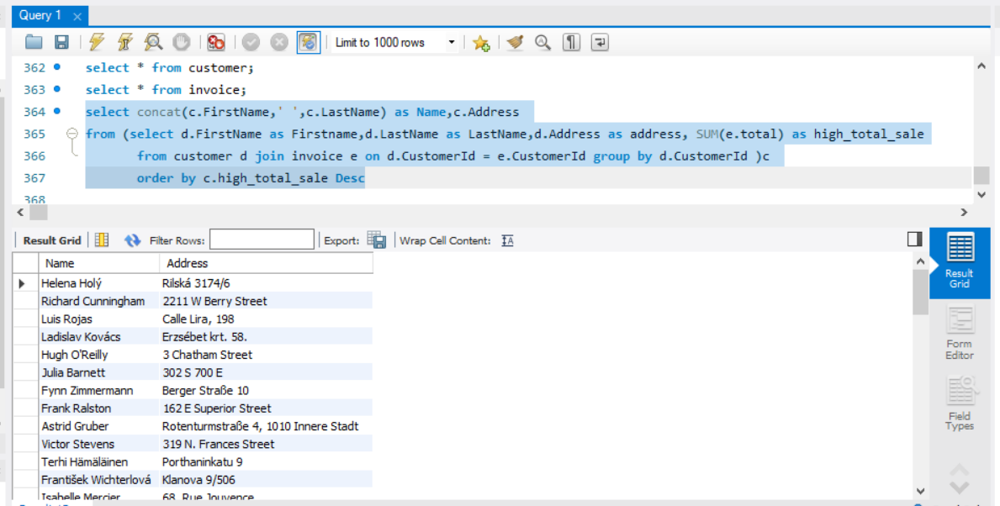 Query 1
Limit to 1000 rows
362 select * from customer;
363 select * from invoice;
364 select concat(c.FirstName,' ',c.LastName) as Name,c.Address
365 from (select d.FirstName as Firstname,d.LastName as LastName,d.Address as address, SUM(e.total) as high_total_sale
366 from customer d join invoice e on d.CustomerId = e.CustomerId group by d.CustomerId )c
367 order by c.high_total_sale Desc
368
Result Grid Filter Rows: Export: Wrap Cell Content: IA
Name Address
Helena Holý Rilská 3174/6
Richard Cunningham 2211 W Berry Street
Luis Rojas Calle Lira, 198
Ladislav Kovács Erzsébet krt. 58.
Hugh O'Reilly 3 Chatham Street
Julia Barnett 302 S 700 E
Fynn Zimmermann Berger Straße 10
Frank Ralston 162 E Superior Street
Astrid Gruber Rotenturmstraße 4, 1010 Innere Stadt
Victor Stevens 319 N. Frances Street
Terhi Hämäläinen Porthaninkatu 9
František Wichterlová Klanova 9/506
Isabelle Mercier 68, Rue Jouvence
Result
Grid
Form
Editor
Field
Types